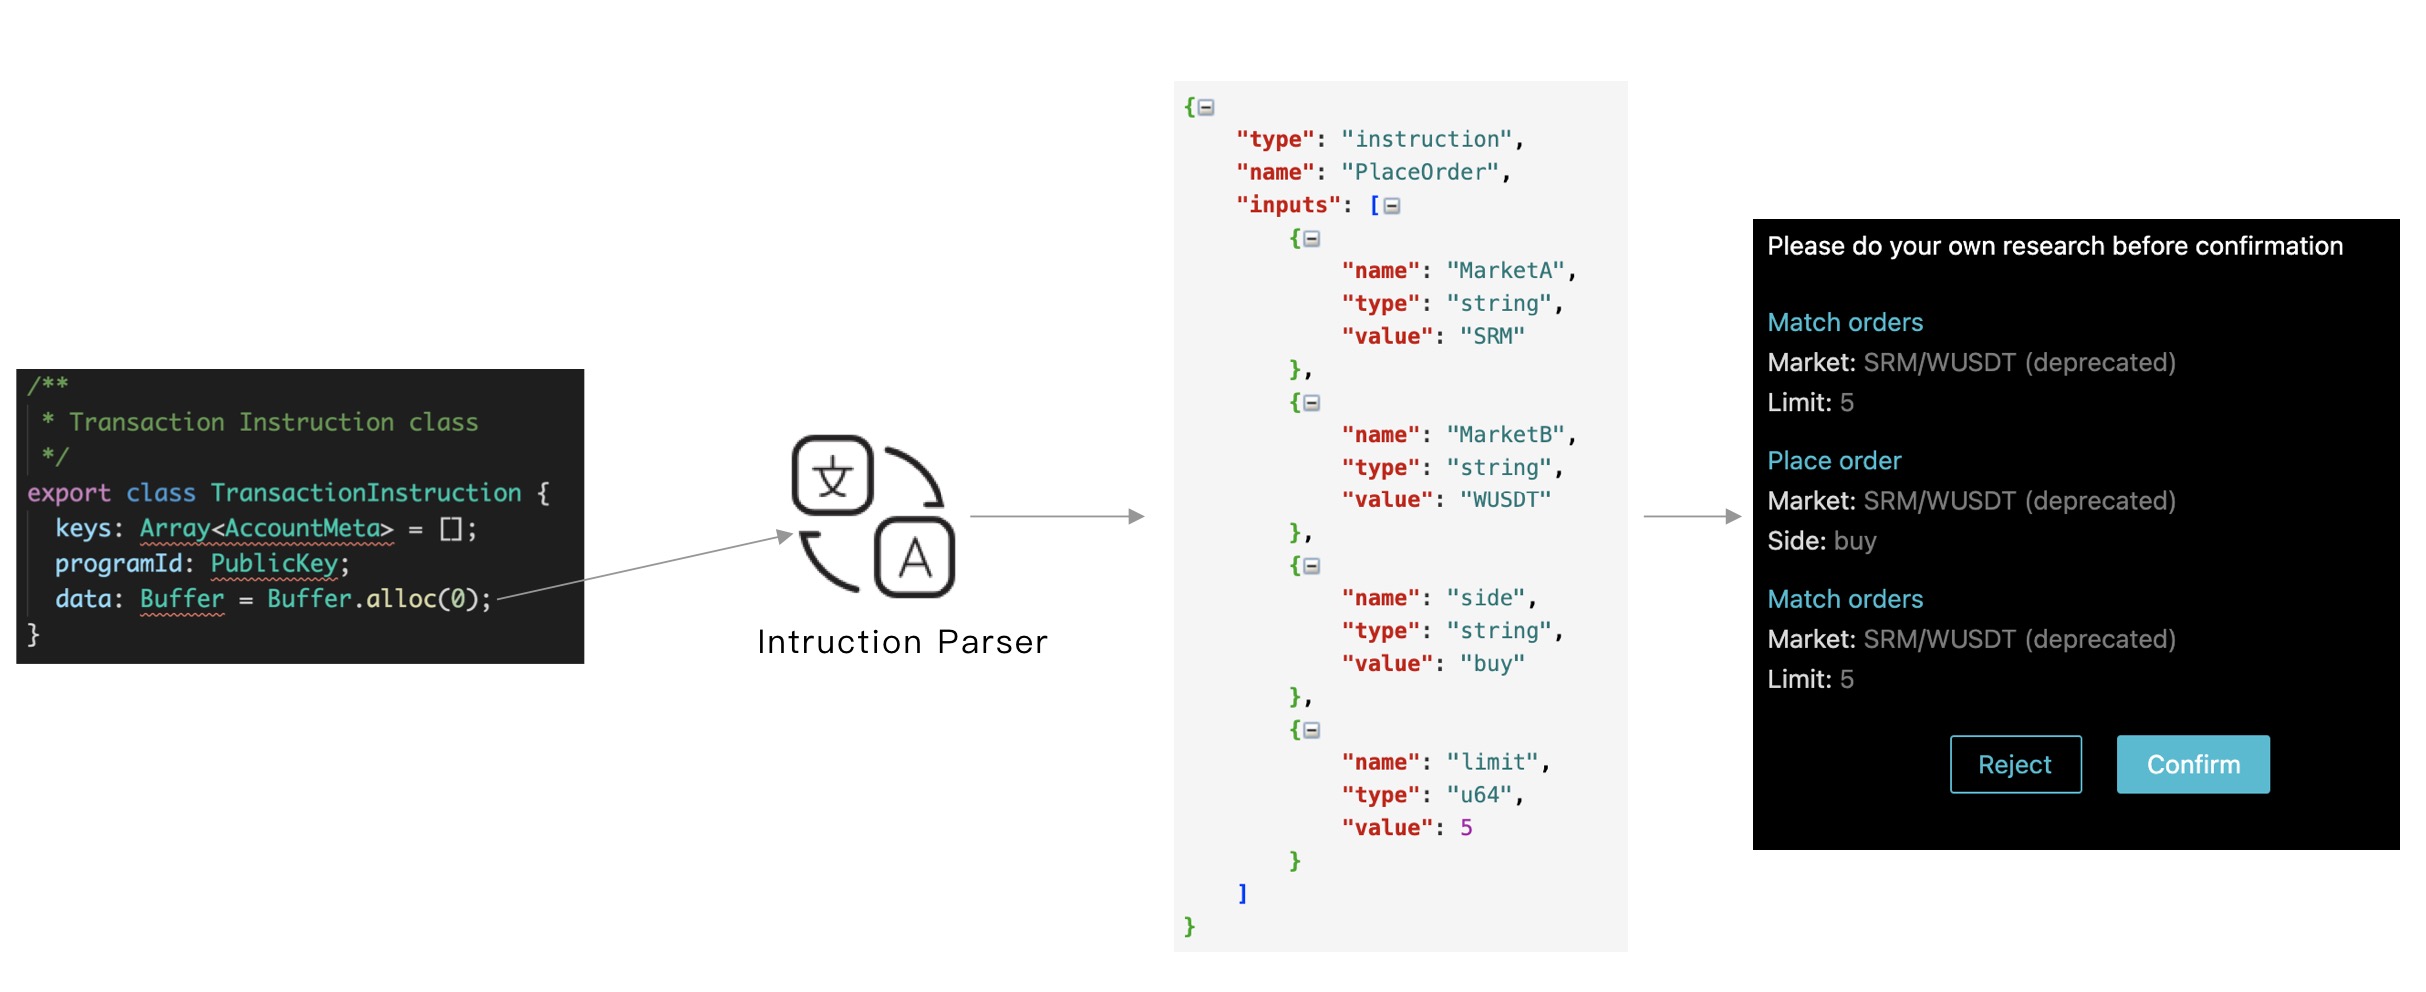 /**
 * Transaction Instruction class
 */
export class TransactionInstruction {
  keys: Array<AccountMeta> = [];
  programId: PublicKey;
  data: Buffer = Buffer.alloc(0);
}
文
A
Intruction Parser
{
    "type": "instruction",
    "name": "PlaceOrder",
    "inputs": [
        {
            "name": "MarketA",
            "type": "string",
            "value": "SRM"
        },
        {
            "name": "MarketB",
            "type": "string",
            "value": "WUSDT"
        },
        {
            "name": "side",
            "type": "string",
            "value": "buy"
        },
        {
            "name": "limit",
            "type": "u64",
            "value": 5
        }
    ]
}
Please do your own research before confirmation
Match orders
Market: SRM/WUSDT (deprecated)
Limit: 5
Place order
Market: SRM/WUSDT (deprecated)
Side: buy
Match orders
Market: SRM/WUSDT (deprecated)
Limit: 5
Reject
Confirm